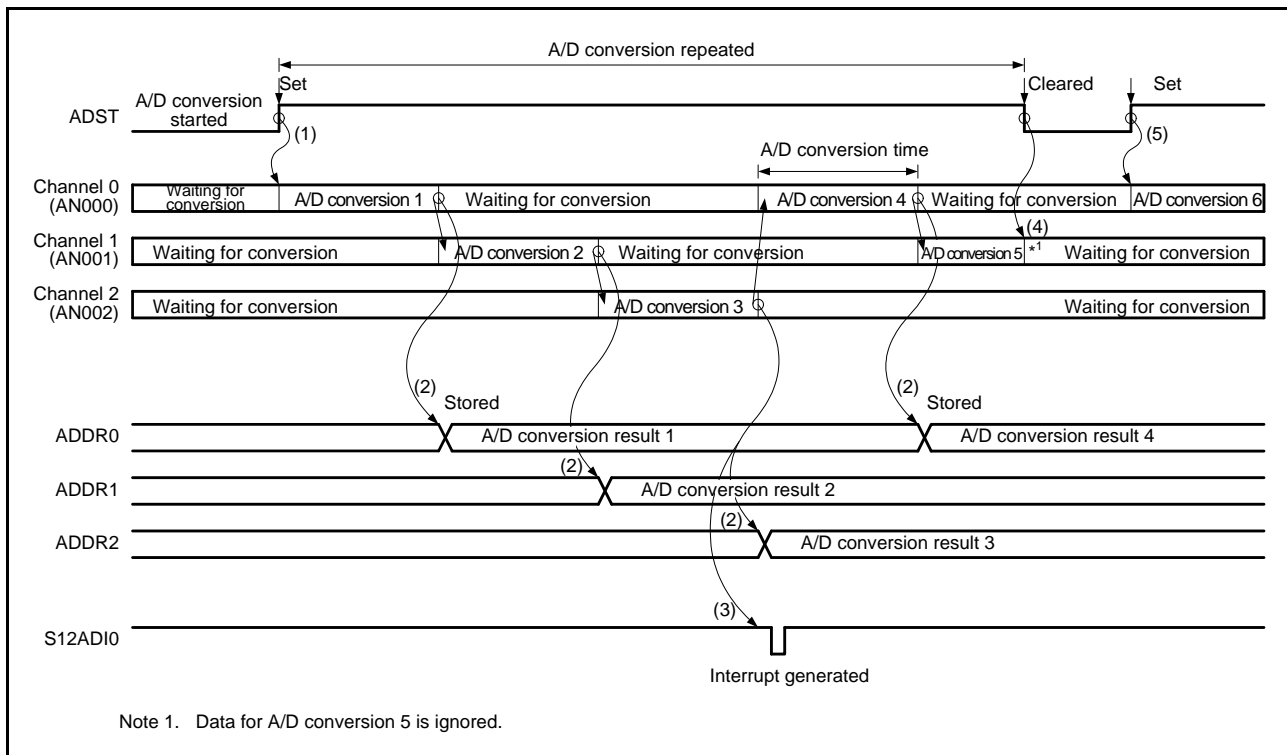 A/D conversion repeated
Set
Cleared
Set
A/D conversion
started
ADST
(1)
(5)
A/D conversion time
Channel 0
(AN000)
Waiting for
conversion
A/D conversion 1
Waiting for conversion
A/D conversion 4
Waiting for conversion
A/D conversion 6
(4)
Channel 1
(AN001)
Waiting for conversion
A/D conversion 2
Waiting for conversion
A/D conversion 5
*1
Waiting for conversion
Channel 2
(AN002)
Waiting for conversion
A/D conversion 3
Waiting for conversion
(2)
Stored
(2)
Stored
ADDR0
A/D conversion result 1
A/D conversion result 4
(2)
ADDR1
A/D conversion result 2
(2)
ADDR2
A/D conversion result 3
(3)
S12ADI0
Interrupt generated
Note 1. Data for A/D conversion 5 is ignored.